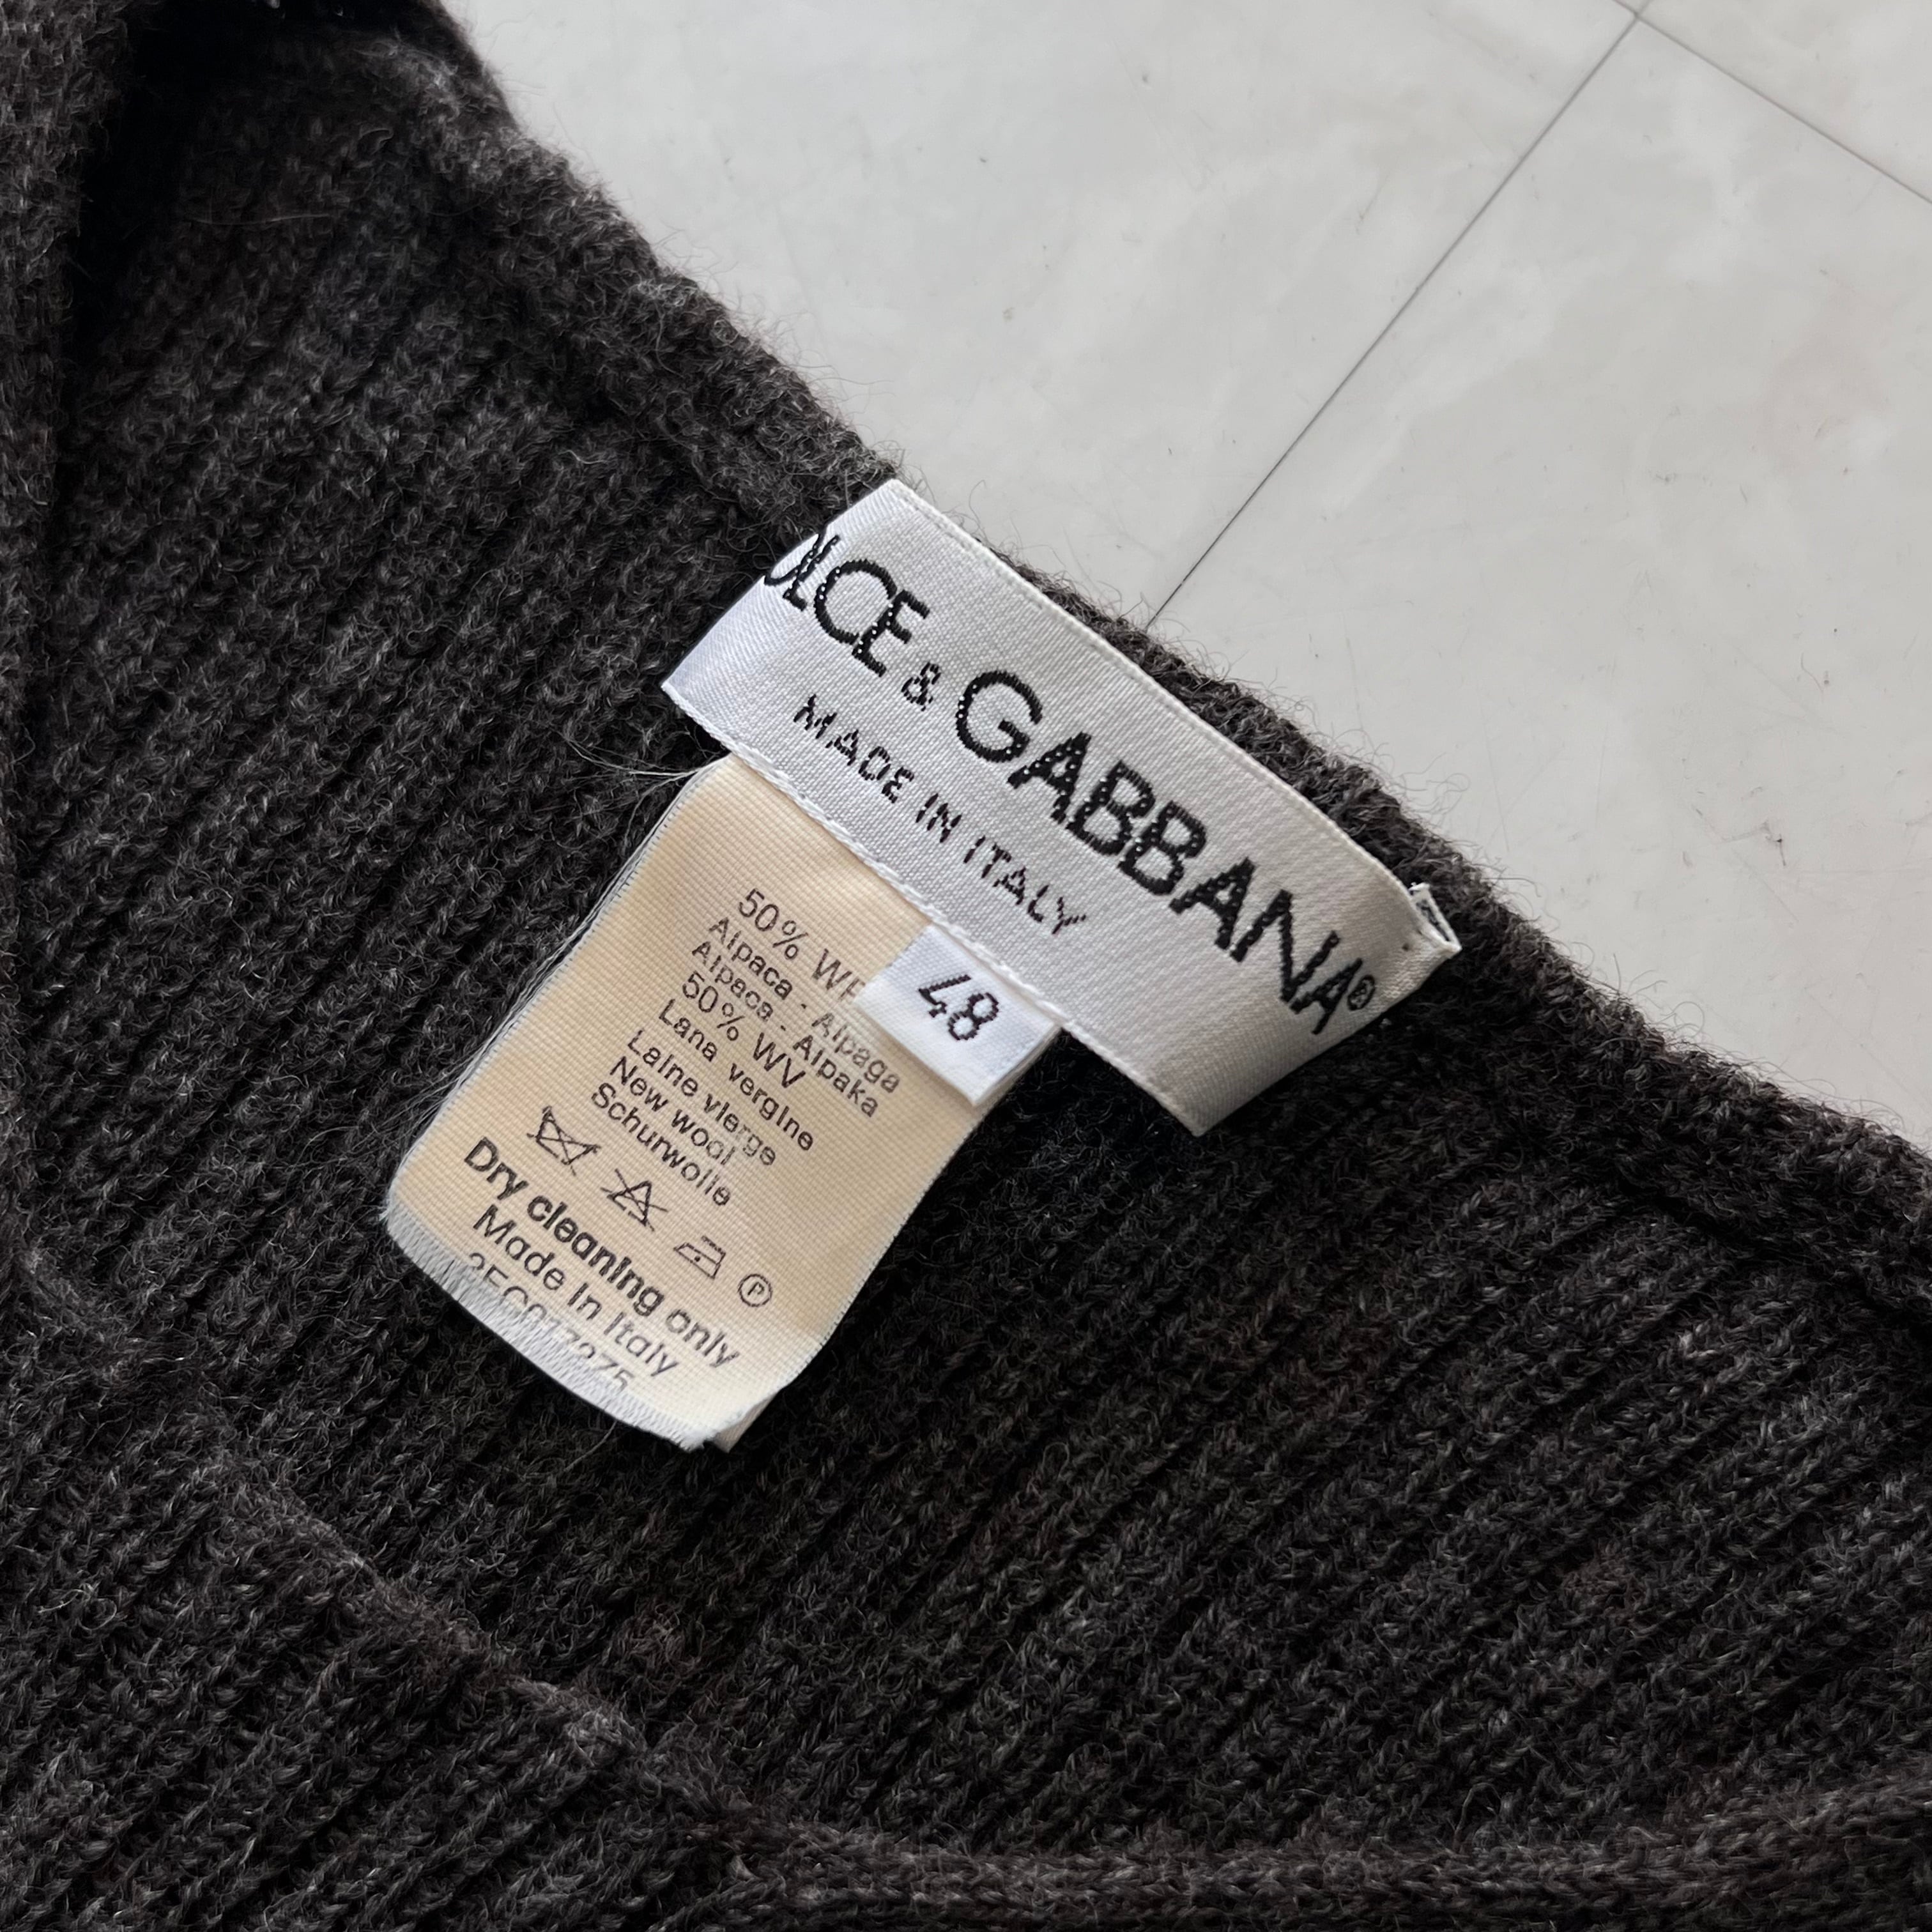 DOLCE & GABBANA®
MADE IN ITALY
48
50% WP
Alpaca - Alpaga
Alpaca - Alpaka
50% WV
Lana vergine
Laine vierge
New wool
Schurwolle
P
Dry cleaning only
Made in Italy